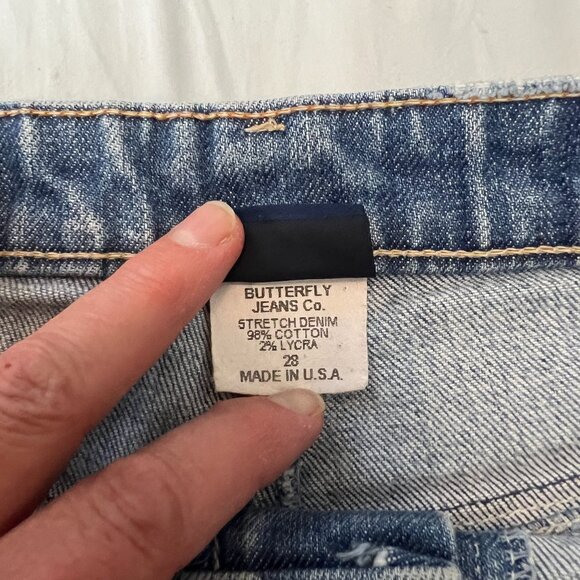 BUTTERFLY
JEANS Co.
STRETCH DENIM
98% COTTON
2% LYCRA
28
MADE IN U.S.A.